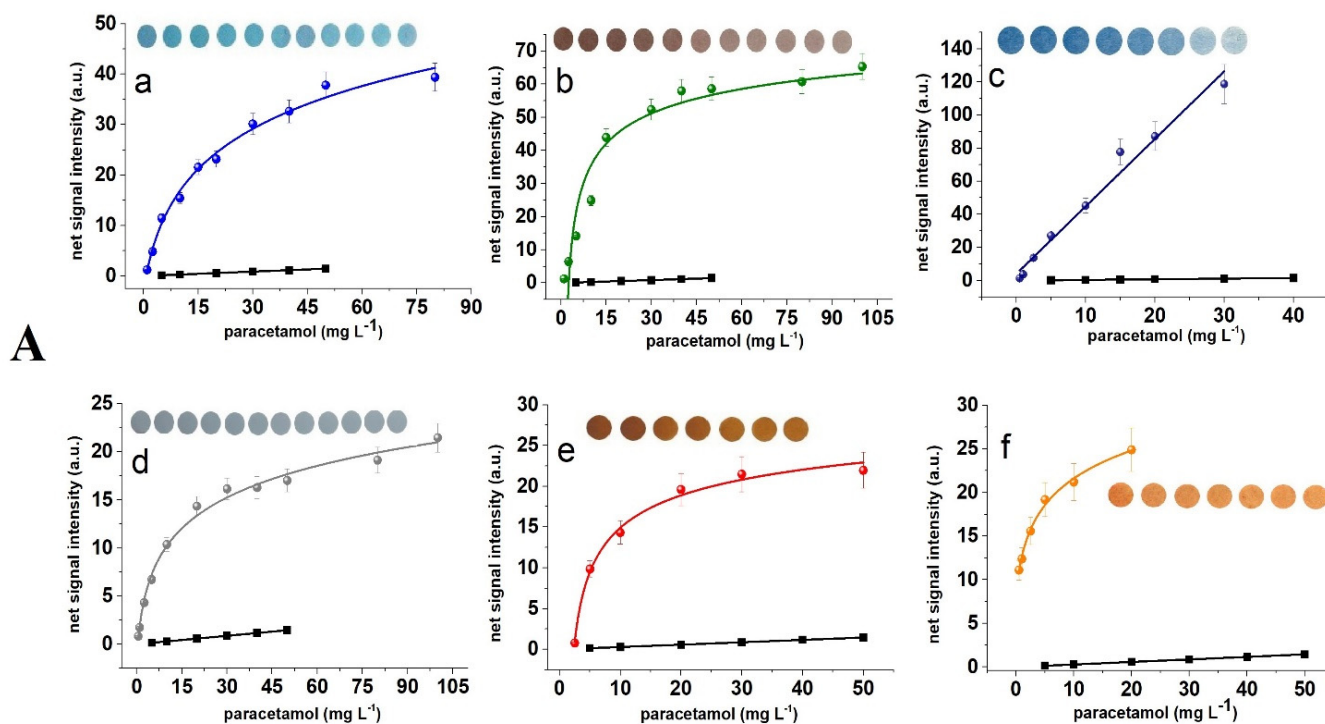 50
40
30
20
10
0
0 15 30 45 60 75 90
a
net signal intensity (a.u.)
paracetamol (mg L-1)
70
60
50
40
30
20
10
0
0 15 30 45 60 75 90 105
b
net signal intensity (a.u.)
paracetamol (mg L-1)
140
120
100
80
60
40
20
0
0 10 20 30 40
c
net signal intensity (a.u.)
paracetamol (mg L-1)
A
25
20
15
10
5
0
0 15 30 45 60 75 90 105
d
net signal intensity (a.u.)
paracetamol (mg L-1)
30
25
20
15
10
5
0
0 10 20 30 40 50
e
net signal intensity (a.u.)
paracetamol (mg L-1)
30
25
20
15
10
5
0
0 10 20 30 40 50
f
net signal intensity (a.u.)
paracetamol (mg L-1)